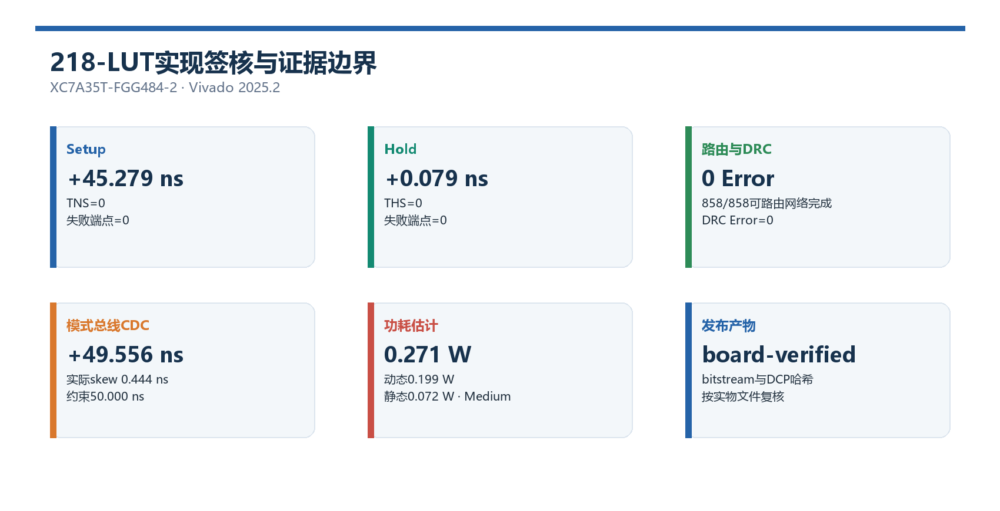 218-LUT实现签核与证据边界
XC7A35T-FGG484-2 · Vivado 2025.2
Setup
+45.279 ns
TNS=0
失败端点=0
Hold
+0.079 ns
THS=0
失败端点=0
路由与DRC
0 Error
858/858可路由网络完成
DRC Error=0
模式总线CDC
+49.556 ns
实际skew 0.444 ns
约束50.000 ns
功耗估计
0.271 W
动态0.199 W
静态0.072 W · Medium
发布产物
board-verified
bitstream与DCP哈希
按实物文件复核